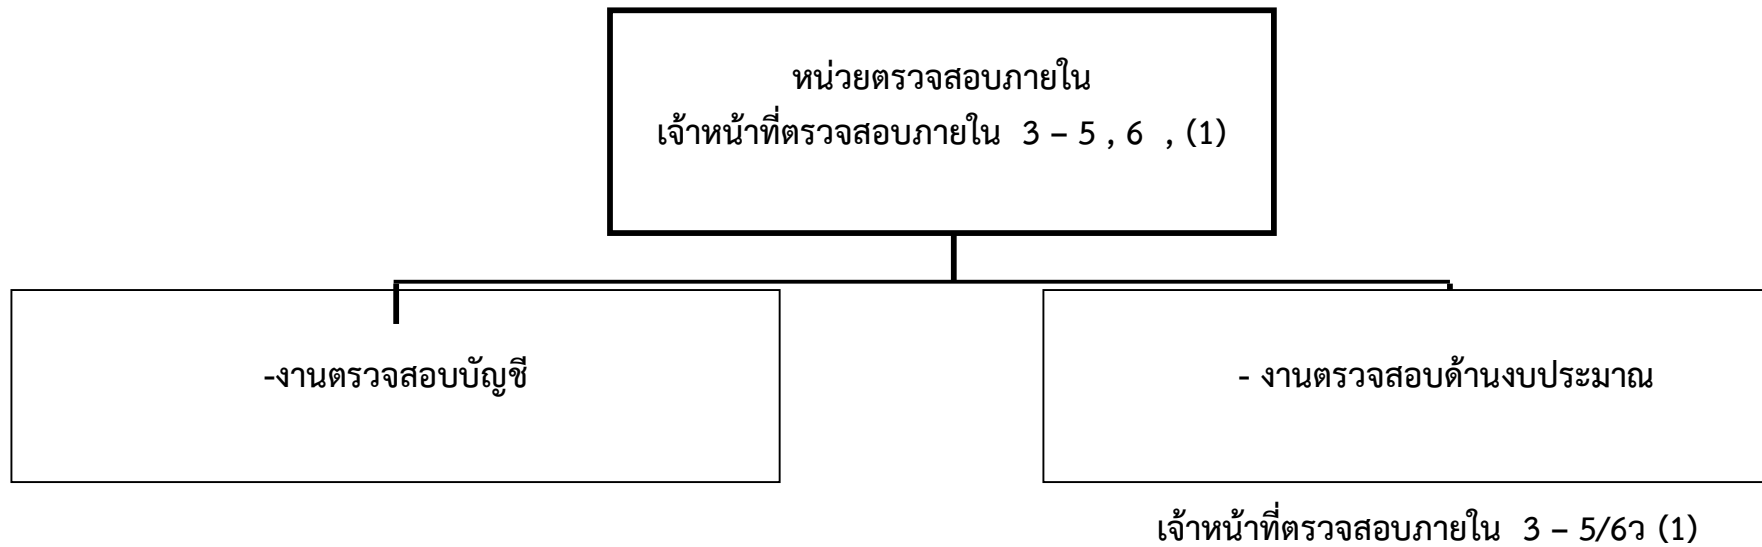 หน่วยตรวจสอบภายใน
เจ้าหน้าที่ตรวจสอบภายใน 3 – 5 , 6 , (1)
-งานตรวจสอบบัญชี
- งานตรวจสอบด้านงบประมาณ
เจ้าหน้าที่ตรวจสอบภายใน 3 – 5/6ว (1)